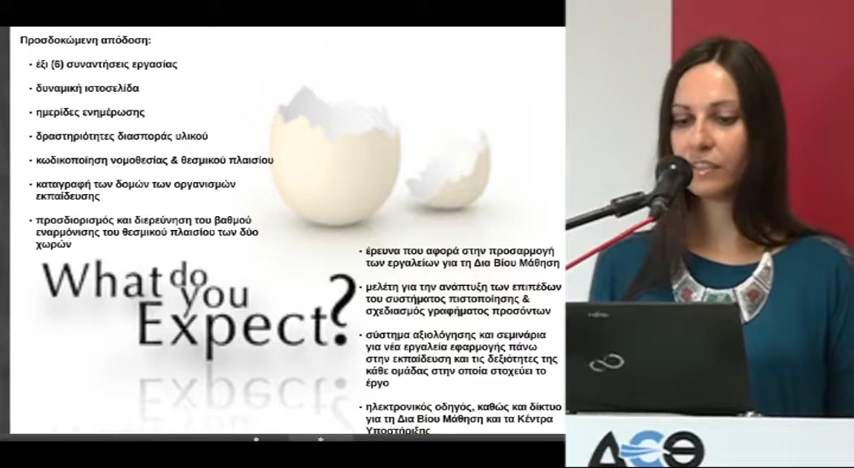 Προσδοκώμενη απόδοση:
- έξι (6) συναντήσεις εργασίας
- δυναμική ιστοσελίδα
- ημερίδες ενημέρωσης
- δραστηριότητες διασποράς υλικού
- κωδικοποίηση νομοθεσίας & θεσμικού πλαισίου
- καταγραφή των δομών των οργανισμών
εκπαίδευσης
- προσδιορισμός και διερεύνηση του βαθμού
εναρμόνισης του θεσμικού πλαισίου των δύο
χωρών
What do you
Expect?
- έρευνα που αφορά στην προσαρμογή
των εργαλείων για τη Δια Βίου Μάθηση
- μελέτη για την ανάπτυξη των επιπέδων
του συστήματος πιστοποίησης &
σχεδιασμός γραφήματος προσόντων
- σύστημα αξιολόγησης και σεμινάρια
για νέα εργαλεία εφαρμογής πάνω
στην εκπαίδευση και τις δεξιότητες της
κάθε ομάδας στην οποία στοχεύει το
έργο
- ηλεκτρονικός οδηγός, καθώς και δίκτυο
για τη Δια Βίου Μάθηση και τα Κέντρα
Υποστήριξης
FUJITSU
ΔΕΘ